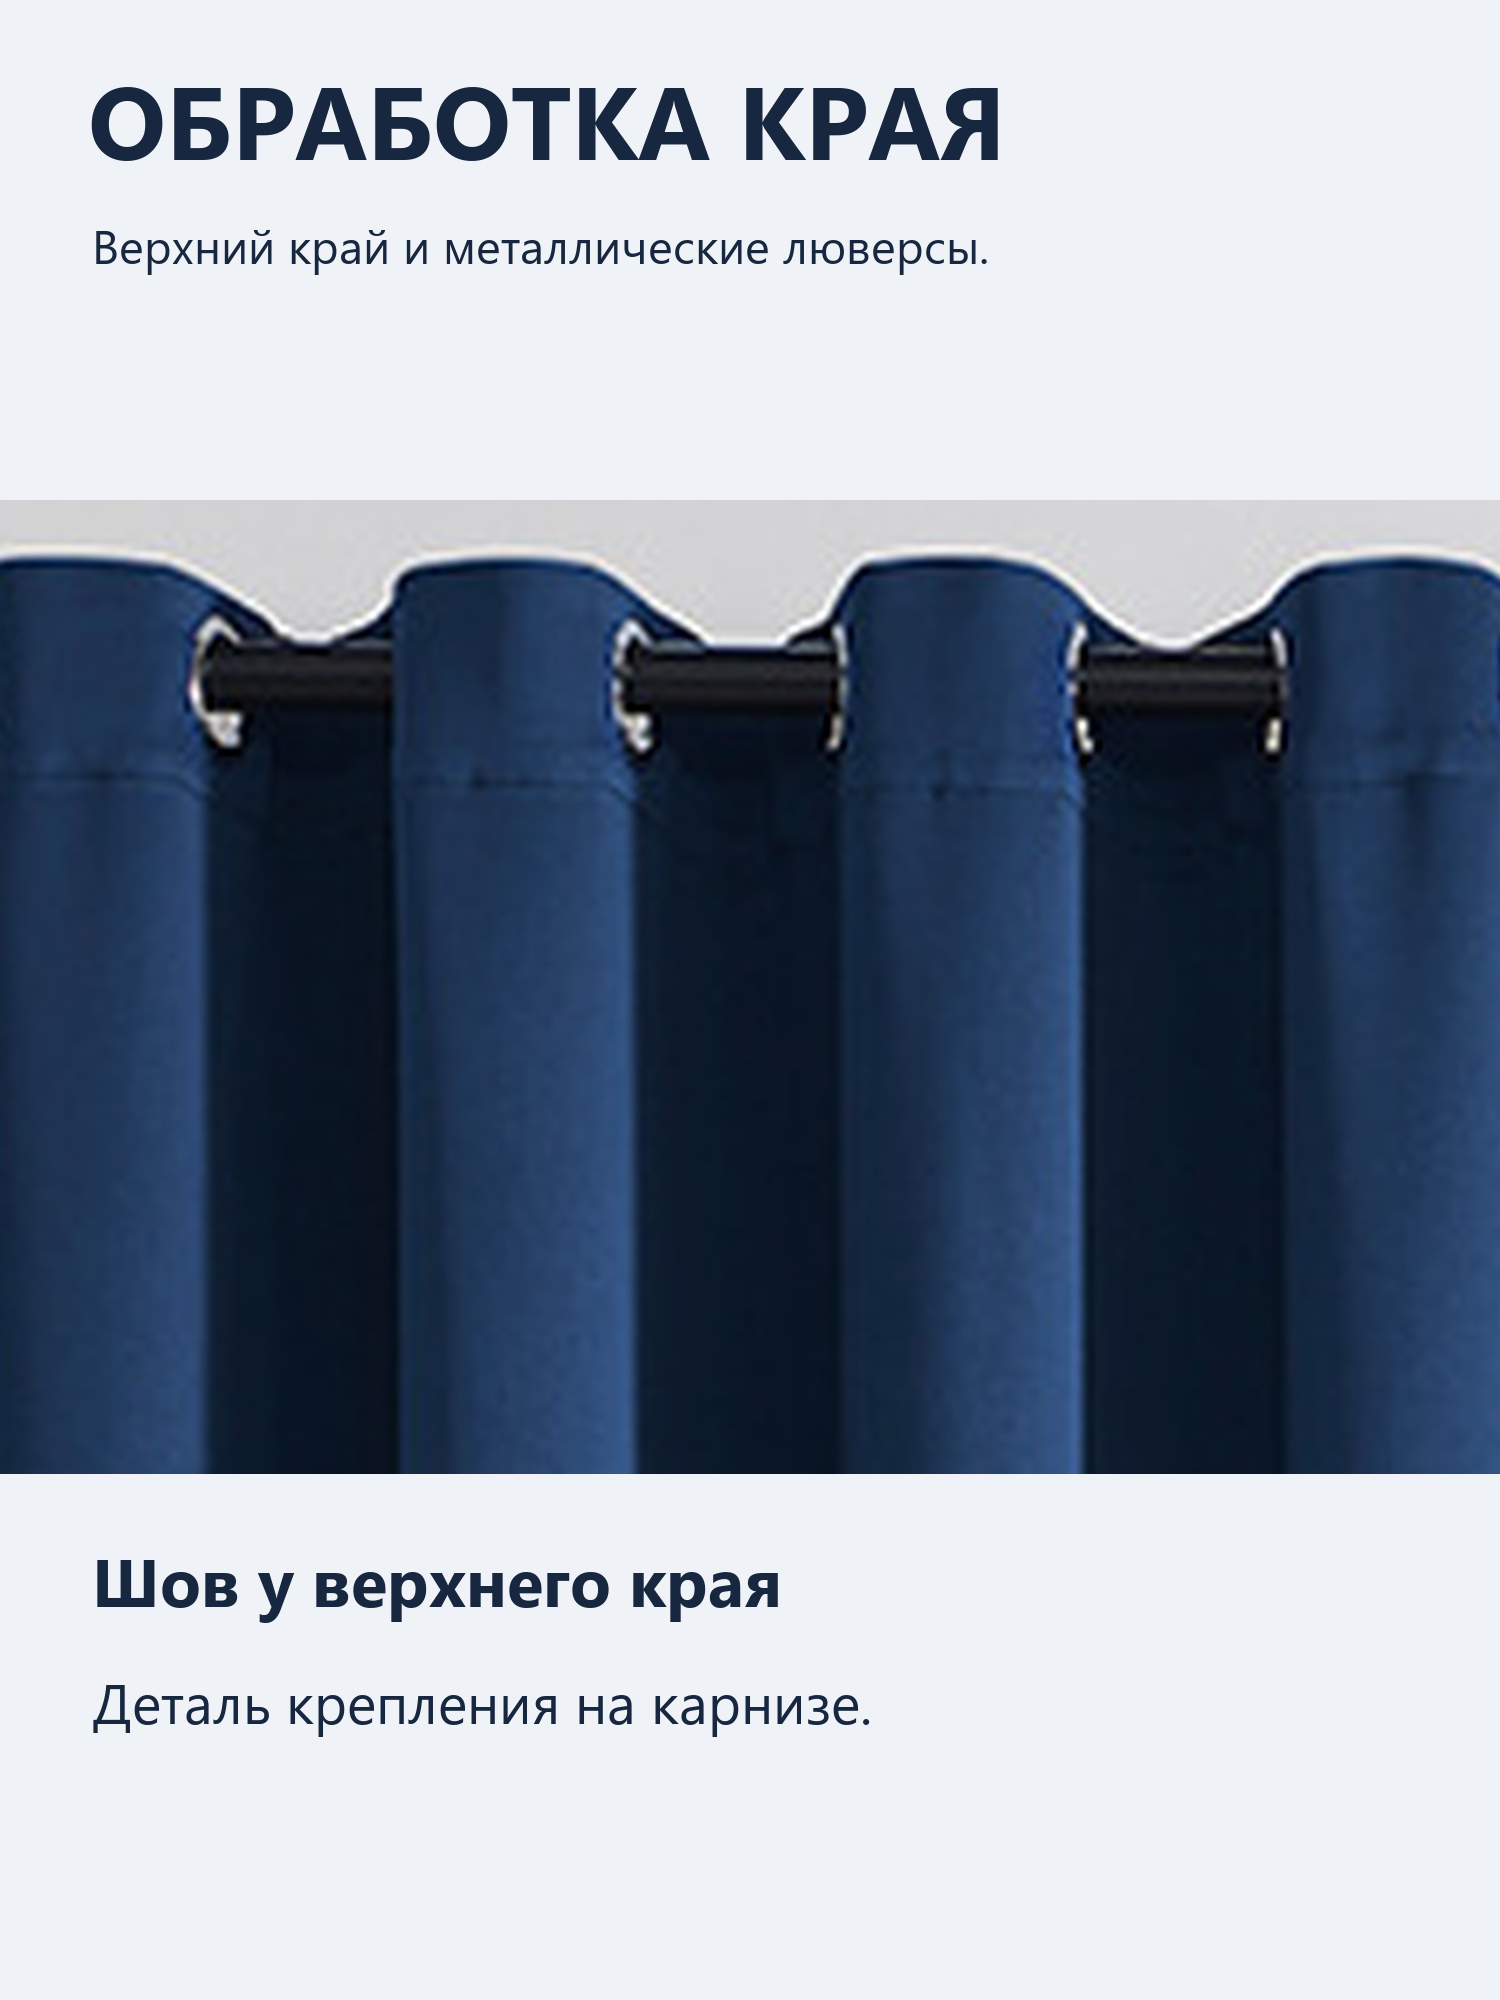 ОБРАБОТКА КРАЯ
Верхний край и металлические люверсы.
Шов у верхнего края
Деталь крепления на карнизе.